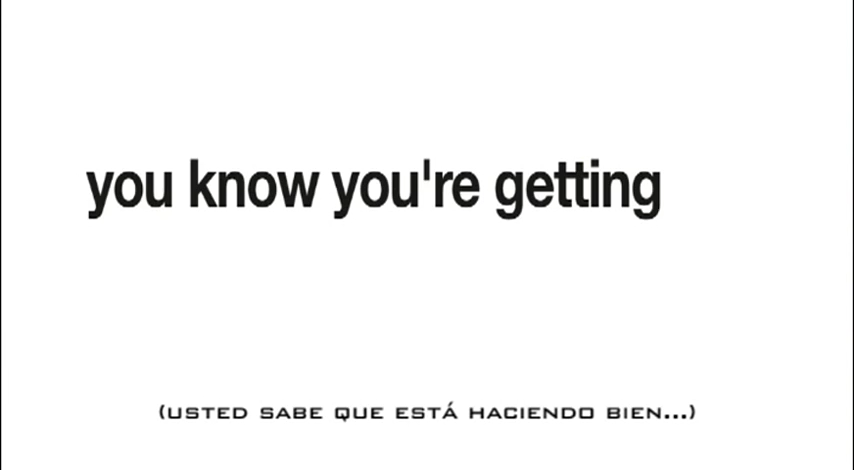 you know you're getting
(USTED SABE QUE ESTÁ HACIENDO BIEN...)